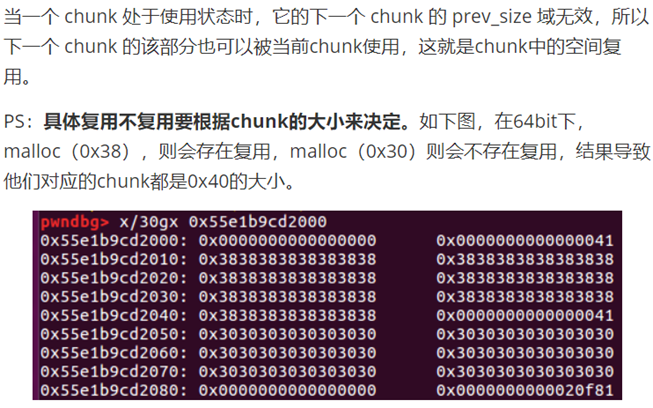 当一个 chunk 处于使用状态时，它的下一个 chunk 的 prev_size 域无效，所以
下一个 chunk 的该部分也可以被当前chunk使用，这就是chunk中的空间复
用。
PS：具体复用不复用要根据chunk的大小来决定。如下图，在64bit下，
malloc（0x38），则会存在复用，malloc（0x30）则会不存在复用，结果导致
他们对应的chunk都是0x40的大小。
pwndbg> x/30gx 0x55e1b9cd2000
0x55e1b9cd2000: 0x0000000000000000 0x0000000000000041
0x55e1b9cd2010: 0x3838383838383838 0x3838383838383838
0x55e1b9cd2020: 0x3838383838383838 0x3838383838383838
0x55e1b9cd2030: 0x3838383838383838 0x3838383838383838
0x55e1b9cd2040: 0x3838383838383838 0x0000000000000041
0x55e1b9cd2050: 0x3030303030303030 0x3030303030303030
0x55e1b9cd2060: 0x3030303030303030 0x3030303030303030
0x55e1b9cd2070: 0x3030303030303030 0x3030303030303030
0x55e1b9cd2080: 0x0000000000000000 0x0000000000020f81